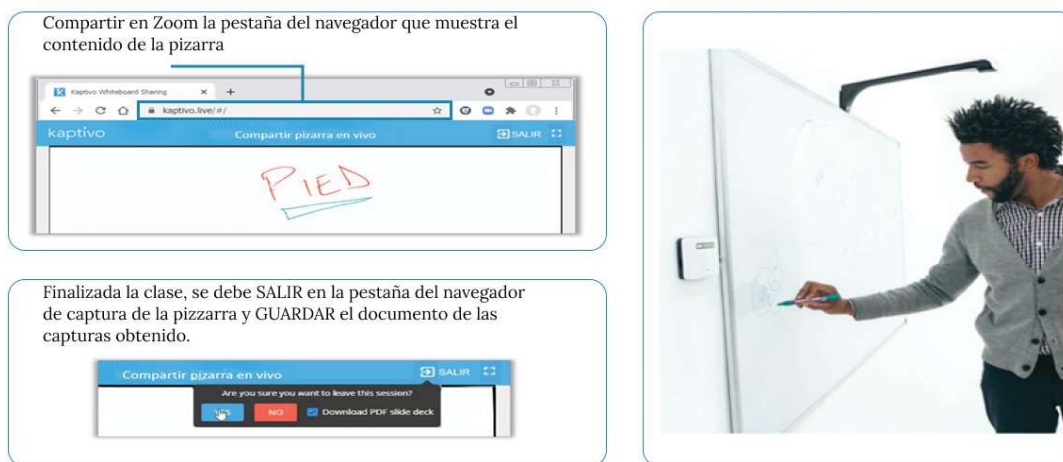 Compartir en Zoom la pestaña del navegador que muestra el
contenido de la pizarra
Kaptivo Whiteboard Sharing
kaptivo.live/#/
kaptivo
Compartir pizarra en vivo
SALIR
PIED
Finalizada la clase, se debe SALIR en la pestaña del navegador
de captura de la pizzarra y GUARDAR el documento de las
capturas obtenido.
Compartir pizarra en vivo
SALIR
Are you sure you want to leave this session?
YES NO Download PDF slide deck